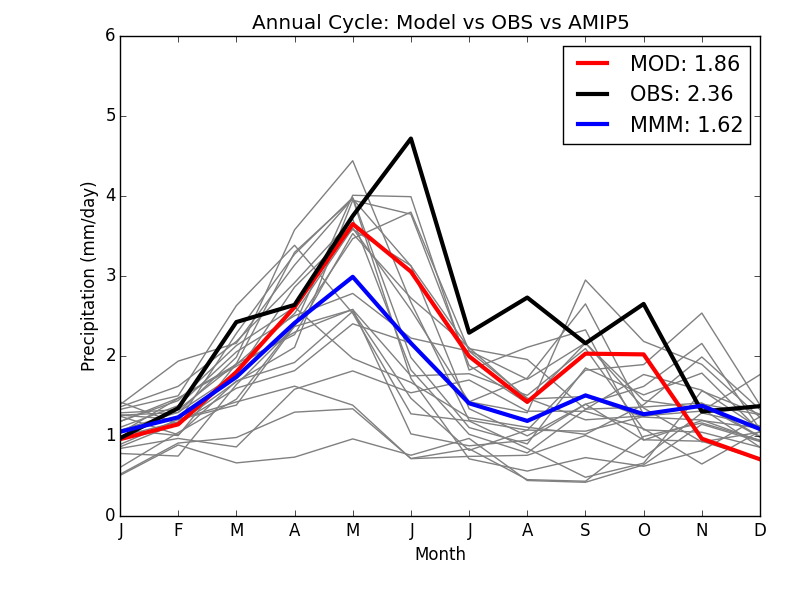 Annual Cycle: Model vs OBS vs AMIP5
MOD: 1.86
OBS: 2.36
MMM: 1.62
Precipitation (mm/day)
6
5
4
3
2
1
0
J F M A M J J A S O N D
Month